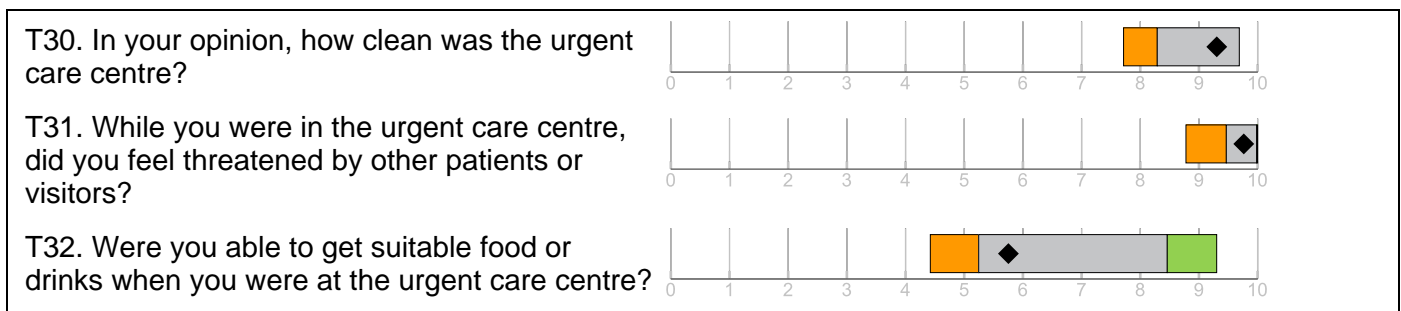 T30. In your opinion, how clean was the urgent
care centre?
0 1 2 3 4 5 6 7 8 9 10
T31. While you were in the urgent care centre,
did you feel threatened by other patients or
visitors?
0 1 2 3 4 5 6 7 8 9 10
T32. Were you able to get suitable food or
drinks when you were at the urgent care centre?
0 1 2 3 4 5 6 7 8 9 10